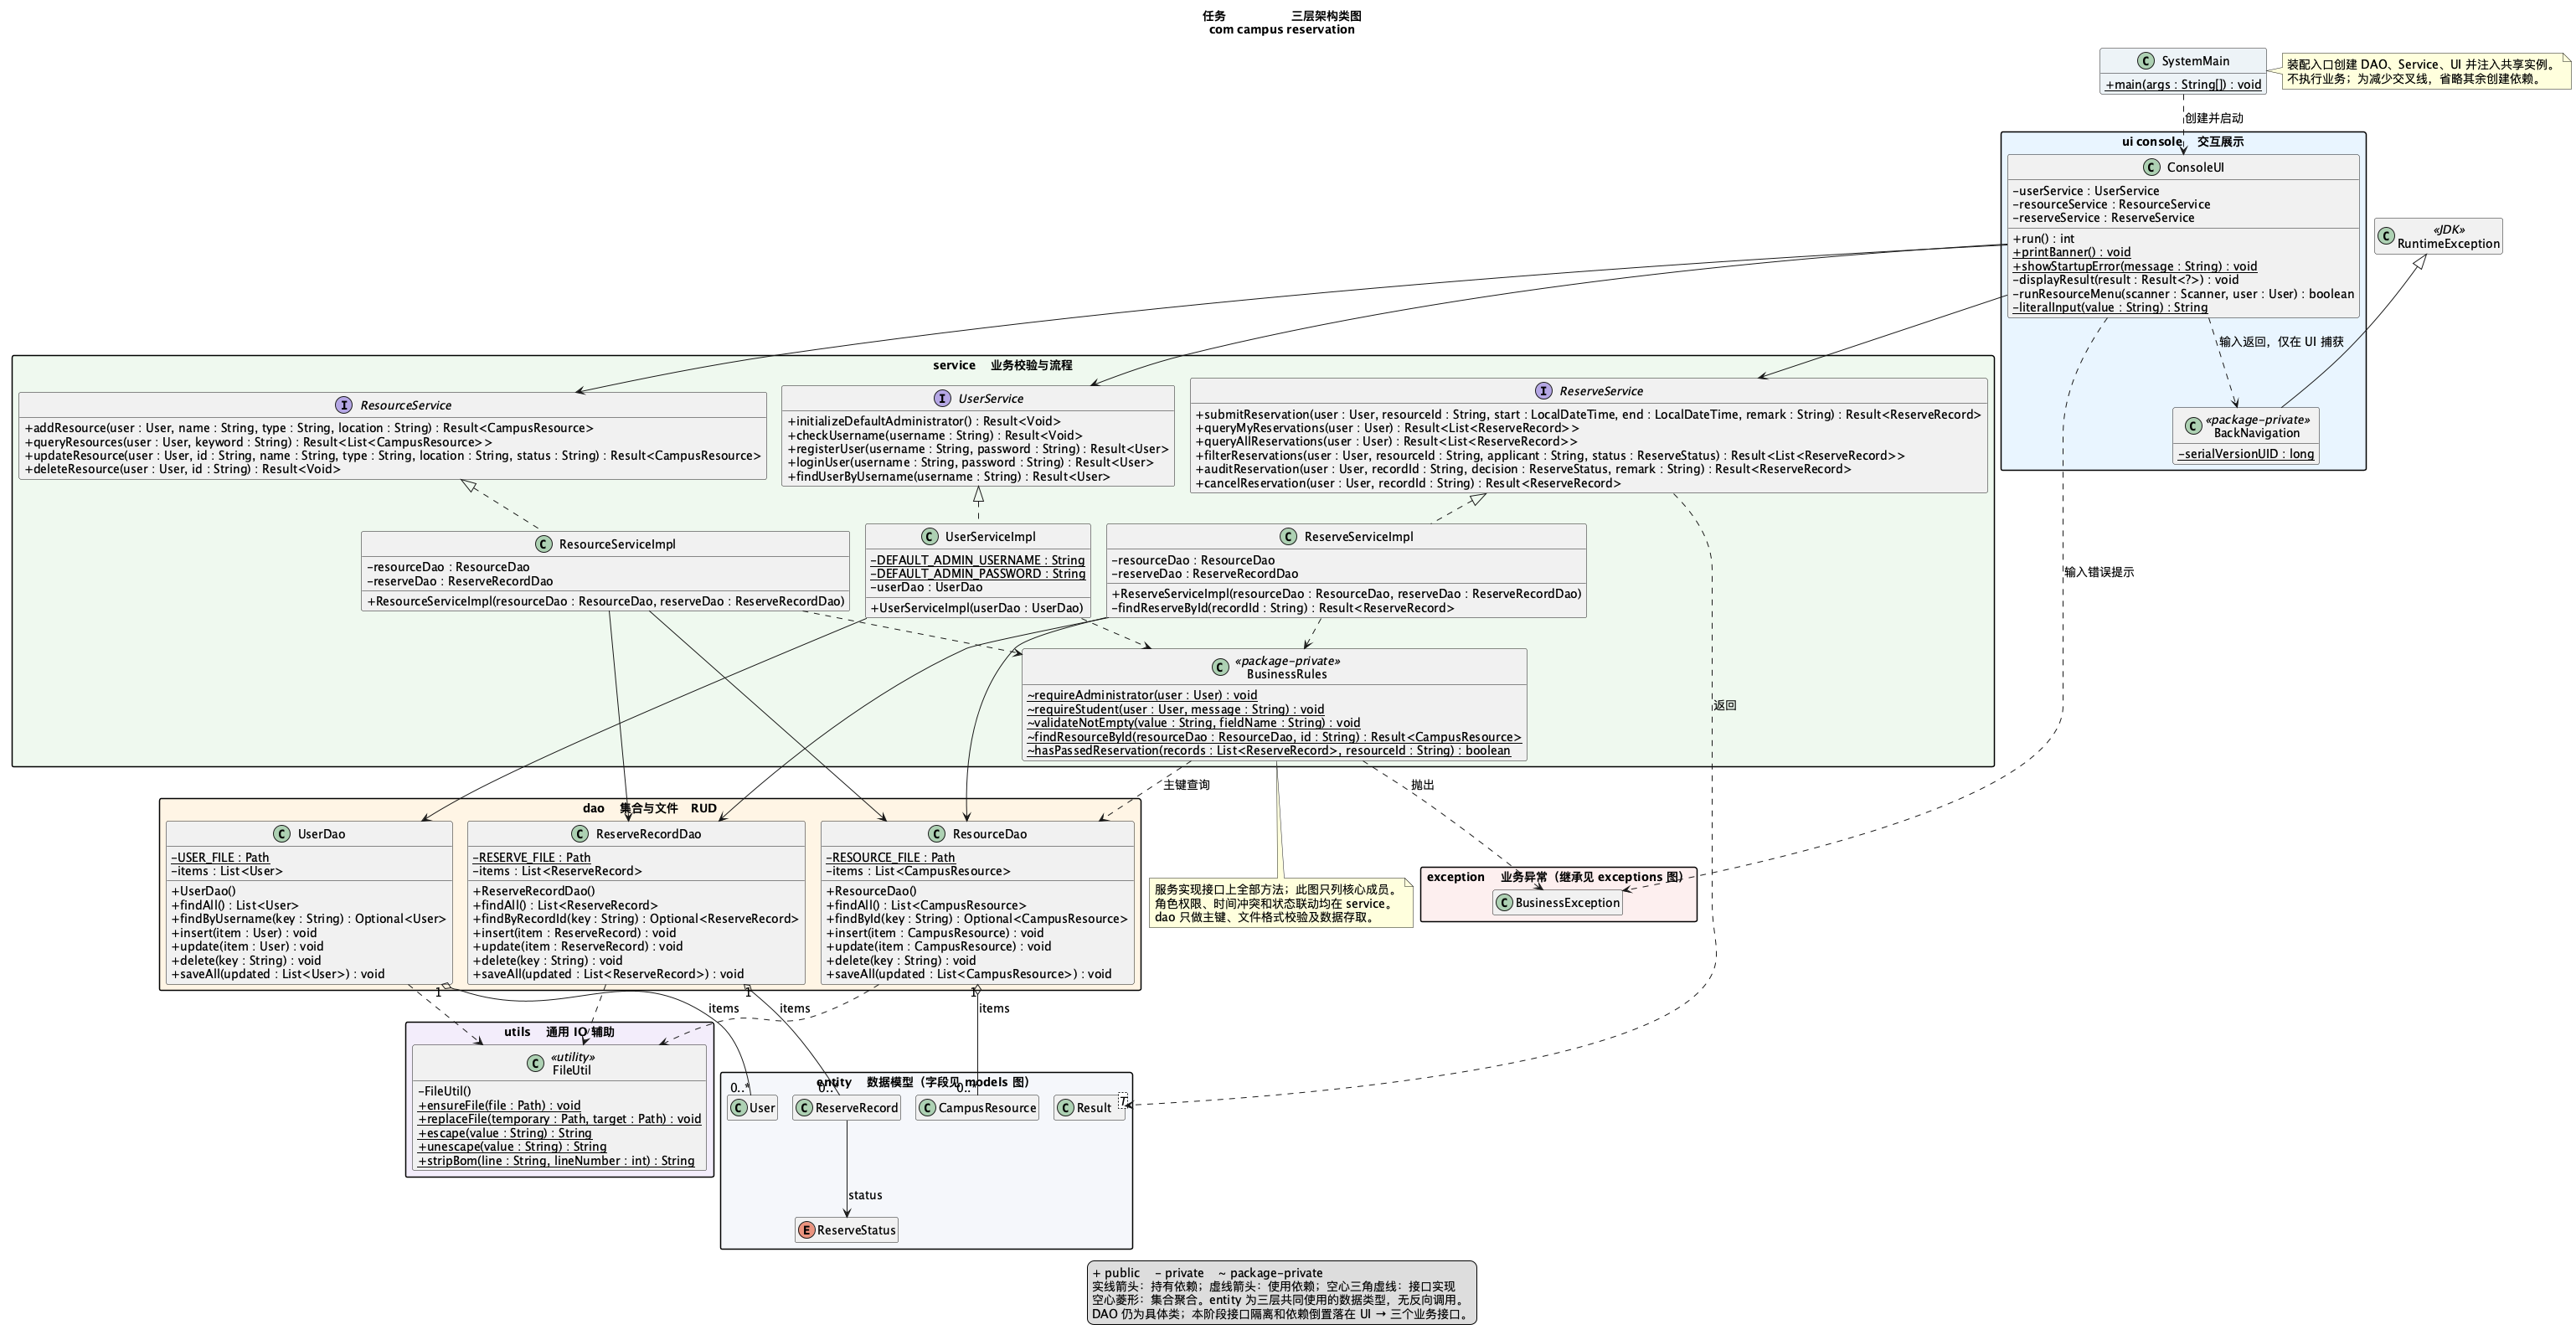 任务 三层架构类图
com campus reservation
C SystemMain
+main(args : String[]) : void
装配入口创建 DAO、Service、UI 并注入共享实例。
不执行业务；为减少交叉线，省略其余创建依赖。
创建并启动
ui console 交互展示
C ConsoleUI
-userService : UserService
-resourceService : ResourceService
-reserveService : ReserveService
+run() : int
+printBanner() : void
+showStartupError(message : String) : void
-displayResult(result : Result<?>) : void
-runResourceMenu(scanner : Scanner, user : User) : boolean
-literalInput(value : String) : String
C «JDK»
RuntimeException
输入返回，仅在 UI 捕获
C «package-private»
BackNavigation
-serialVersionUID : long
service 业务校验与流程
I ResourceService
+addResource(user : User, name : String, type : String, location : String) : Result<CampusResource>
+queryResources(user : User, keyword : String) : Result<List<CampusResource>>
+updateResource(user : User, id : String, name : String, type : String, location : String, status : String) : Result<CampusResource>
+deleteResource(user : User, id : String) : Result<Void>
I UserService
+initializeDefaultAdministrator() : Result<Void>
+checkUsername(username : String) : Result<Void>
+registerUser(username : String, password : String) : Result<User>
+loginUser(username : String, password : String) : Result<User>
+findUserByUsername(username : String) : Result<User>
I ReserveService
+submitReservation(user : User, resourceId : String, start : LocalDateTime, end : LocalDateTime, remark : String) : Result<ReserveRecord>
+queryMyReservations(user : User) : Result<List<ReserveRecord>>
+queryAllReservations(user : User) : Result<List<ReserveRecord>>
+filterReservations(user : User, resourceId : String, applicant : String, status : ReserveStatus) : Result<List<ReserveRecord>>
+auditReservation(user : User, recordId : String, decision : ReserveStatus, remark : String) : Result<ReserveRecord>
+cancelReservation(user : User, recordId : String) : Result<ReserveRecord>
C ResourceServiceImpl
-resourceDao : ResourceDao
-reserveDao : ReserveRecordDao
+ResourceServiceImpl(resourceDao : ResourceDao, reserveDao : ReserveRecordDao)
C UserServiceImpl
-DEFAULT_ADMIN_USERNAME : String
-DEFAULT_ADMIN_PASSWORD : String
-userDao : UserDao
+UserServiceImpl(userDao : UserDao)
C ReserveServiceImpl
-resourceDao : ResourceDao
-reserveDao : ReserveRecordDao
+ReserveServiceImpl(resourceDao : ResourceDao, reserveDao : ReserveRecordDao)
-findReserveById(recordId : String) : Result<ReserveRecord>
输入错误提示
C «package-private»
BusinessRules
~requireAdministrator(user : User) : void
~requireStudent(user : User, message : String) : void
~validateNotEmpty(value : String, fieldName : String) : void
~findResourceById(resourceDao : ResourceDao, id : String) : Result<CampusResource>
~hasPassedReservation(records : List<ReserveRecord>, resourceId : String) : boolean
返回
主键查询
抛出
dao 集合与文件 RUD
C UserDao
-USER_FILE : Path
-items : List<User>
+UserDao()
+findAll() : List<User>
+findByUsername(key : String) : Optional<User>
+insert(item : User) : void
+update(item : User) : void
+delete(key : String) : void
+saveAll(updated : List<User>) : void
C ReserveRecordDao
-RESERVE_FILE : Path
-items : List<ReserveRecord>
+ReserveRecordDao()
+findAll() : List<ReserveRecord>
+findByRecordId(key : String) : Optional<ReserveRecord>
+insert(item : ReserveRecord) : void
+update(item : ReserveRecord) : void
+delete(key : String) : void
+saveAll(updated : List<ReserveRecord>) : void
C ResourceDao
-RESOURCE_FILE : Path
-items : List<CampusResource>
+ResourceDao()
+findAll() : List<CampusResource>
+findById(key : String) : Optional<CampusResource>
+insert(item : CampusResource) : void
+update(item : CampusResource) : void
+delete(key : String) : void
+saveAll(updated : List<CampusResource>) : void
服务实现接口上全部方法；此图只列核心成员。
角色权限、时间冲突和状态联动均在 service。
dao 只做主键、文件格式校验及数据存取。
exception 业务异常（继承见 exceptions 图）
C BusinessException
1
1
1
items
items
items
utils 通用 IO 辅助
C «utility»
FileUtil
-FileUtil()
+ensureFile(file : Path) : void
+replaceFile(temporary : Path, target : Path) : void
+escape(value : String) : String
+unescape(value : String) : String
+stripBom(line : String, lineNumber : int) : String
entity 数据模型（字段见 models 图）
0..*
0..*
0..*
C User
C ReserveRecord
C CampusResource
C Result
T
status
E ReserveStatus
+ public - private ~ package-private
实线箭头：持有依赖；虚线箭头：使用依赖；空心三角虚线：接口实现
空心菱形：集合聚合。entity 为三层共同使用的数据类型，无反向调用。
DAO 仍为具体类；本阶段接口隔离和依赖倒置落在 UI → 三个业务接口。